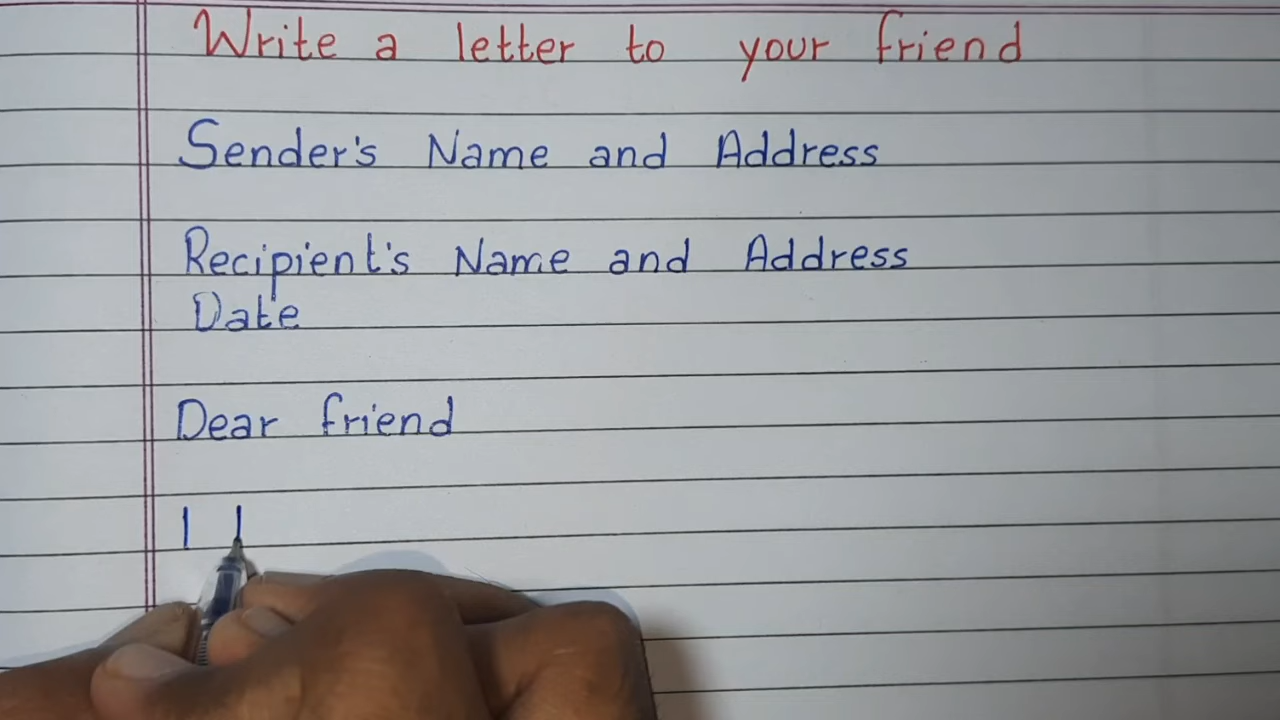 Write a letter to your friend
Sender's Name and Address
Recipient's Name and Address
Date
Dear friend
I